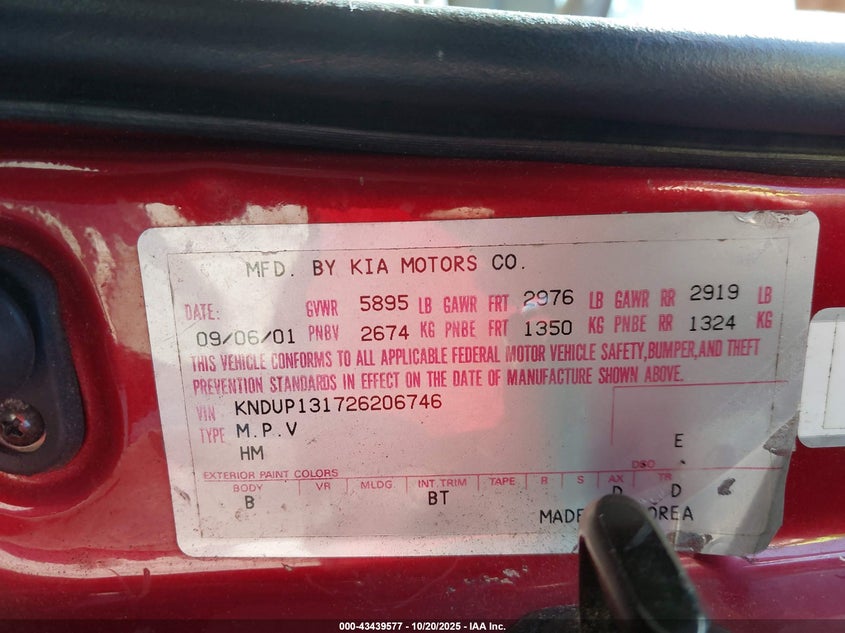 MFD. BY KIA MOTORS CO.
DATE: GVWR 5895 LB GAWR FRT 2976 LB GAWR RR 2919 LB
09/06/01 PNBV 2674 KG PNBE FRT 1350 KG PNBE RR 1324 KG
THIS VEHICLE CONFORMS TO ALL APPLICABLE FEDERAL MOTOR VEHICLE SAFETY,BUMPER,AND THEFT
PREVENTION STANDARDS IN EFFECT ON THE DATE OF MANUFACTURE SHOWN ABOVE.
VIN KNDUP131726206746
TYPE M.P.V E
HM DSO
EXTERIOR PAINT COLORS
BODY VR MLDG INT.TRIM TAPE R S AX TR
B BT D D
MADE KOREA
000-43439577 - 10/20/2025 - IAA Inc.